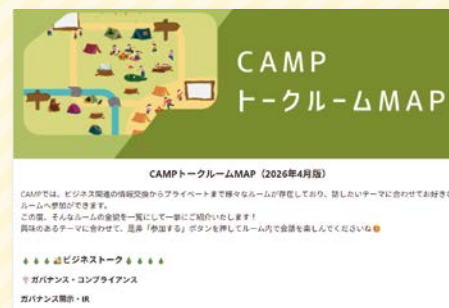 CAMP
トークルームMAP
CAMPトークルームMAP（2026年4月版）
CAMPでは、ビジネス関連の情報交換からプライベートまで様々なルームが存在しており、話したいテーマに合わせてお好きな
ルームへ参加ができます。
この度、そんなルームの全貌を一覧にして一挙にご紹介いたします！
興味のあるテーマに合わせて、是非「参加する」ボタンを押してルーム内で会話を楽しんでくださいね
ビジネストーク
ガバナンス・コンプライアンス
ガバナンス開示・IR